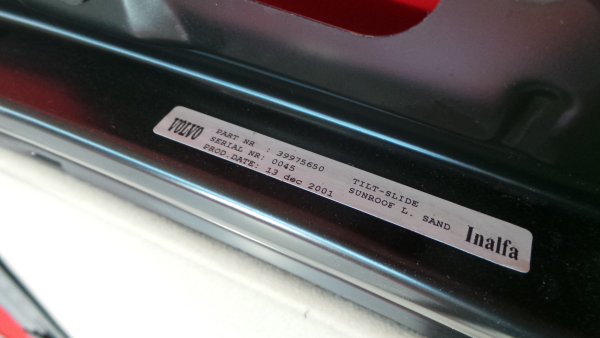 VOLVO
PART NR : 39975650
SERIAL NR: 0045
PROD.DATE: 13 dec 2001
TILT-SLIDE
SUNROOF L. SAND
Inalfa